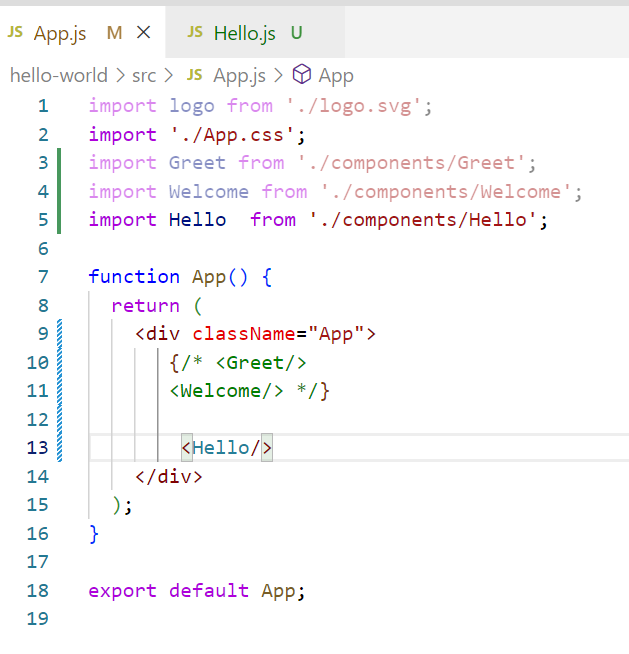 JS App.js M × JS Hello.js U
hello-world > src > JS App.js > App
1 import logo from './logo.svg';
2 import './App.css';
3 import Greet from './components/Greet';
4 import Welcome from './components/Welcome';
5 import Hello  from './components/Hello';
6
7 function App() {
8   return (
9     <div className="App">
10        {/* <Greet/>
11        <Welcome/> */}
12
13         <Hello/>
14     </div>
15   );
16 }
17
18 export default App;
19